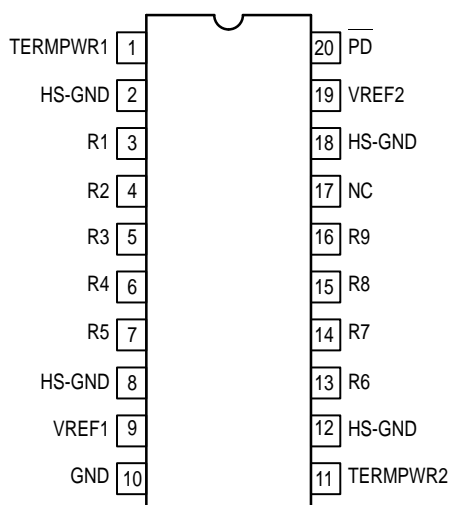 TERMPWR1 1 20 P̅D̅
HS-GND 2 19 VREF2
R1 3 18 HS-GND
R2 4 17 NC
R3 5 16 R9
R4 6 15 R8
R5 7 14 R7
HS-GND 8 13 R6
VREF1 9 12 HS-GND
GND 10 11 TERMPWR2